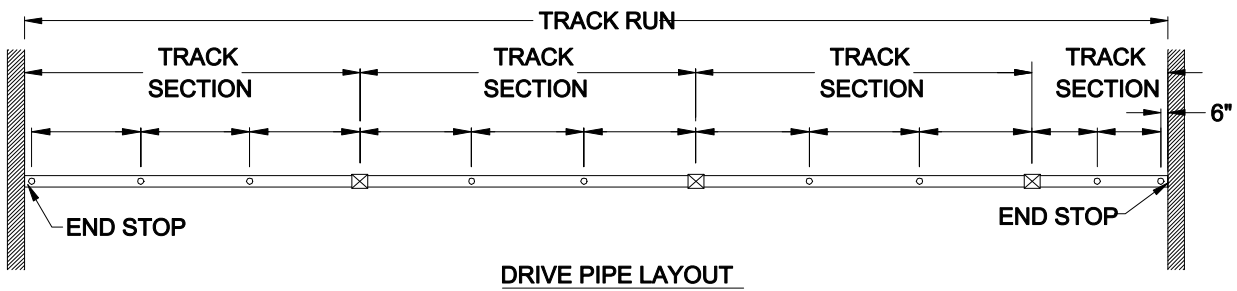 TRACK RUN
TRACK
SECTION
TRACK
SECTION
TRACK
SECTION
TRACK
SECTION
6"
END STOP
END STOP
DRIVE PIPE LAYOUT